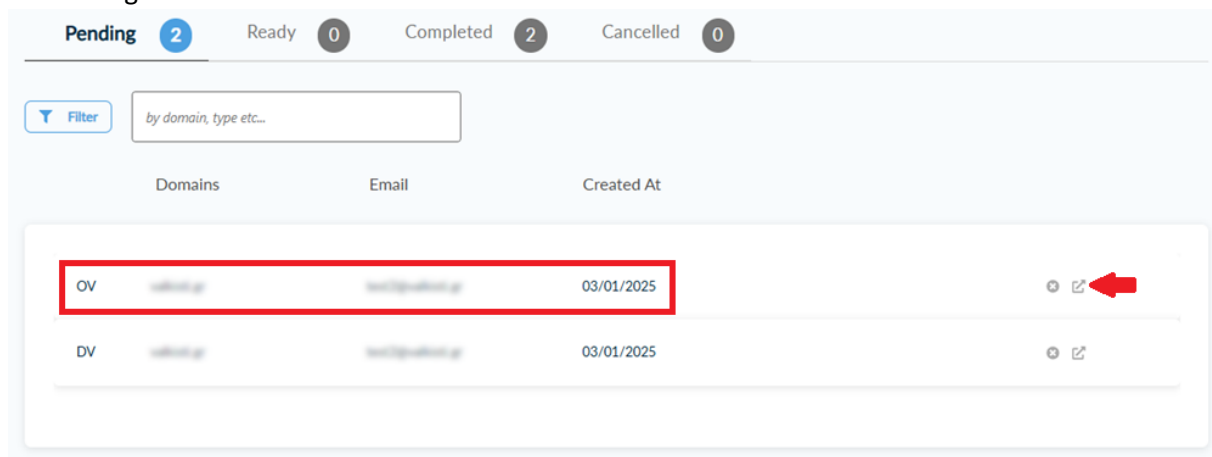 Pending 2 Ready 0 Completed 2 Cancelled 0
Filter by domain, type etc...
Domains Email Created At
OV 03/01/2025
DV 03/01/2025